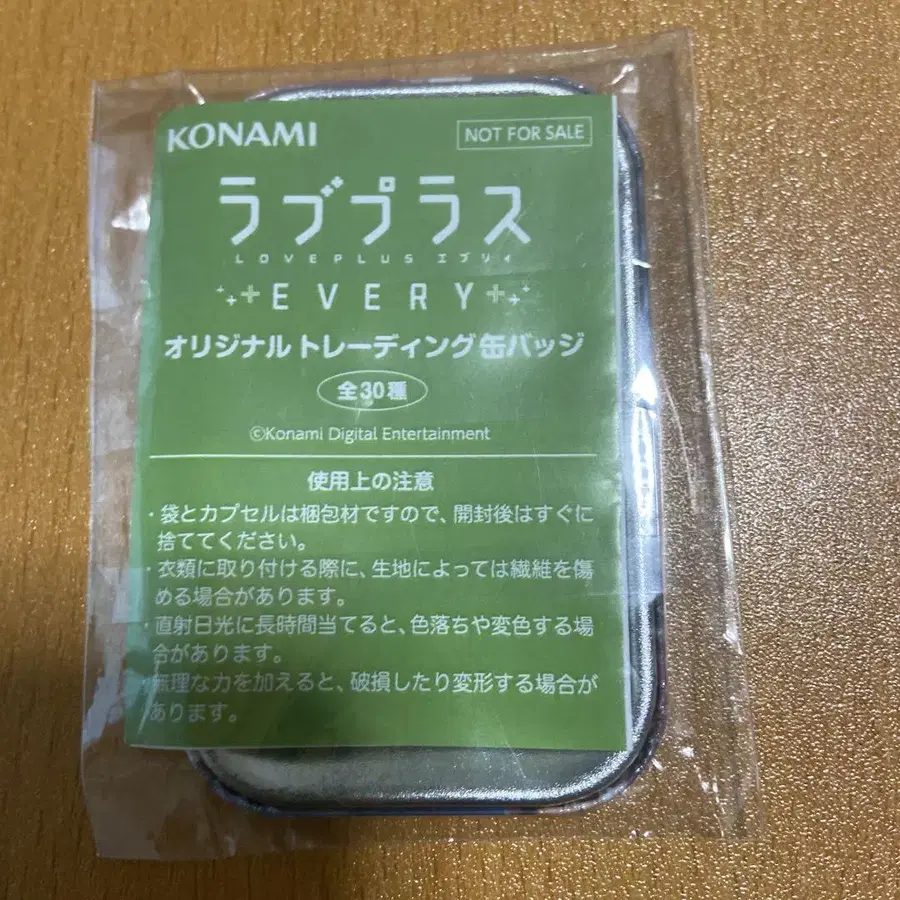 KONAMI
NOT FOR SALE
ラブプラス
LOVEPLUS エブリィ
EVERY
オリジナル トレーディング缶バッジ
全30種
©Konami Digital Entertainment
使用上の注意
・袋とカプセルは梱包材ですので、開封後はすぐに
捨ててください。
・衣類に取り付ける際に、生地によっては繊維を傷
める場合があります。
・直射日光に長時間当てると、色落ちや変色する場
合があります。
・無理な力を加えると、破損したり変形する場合が
あります。